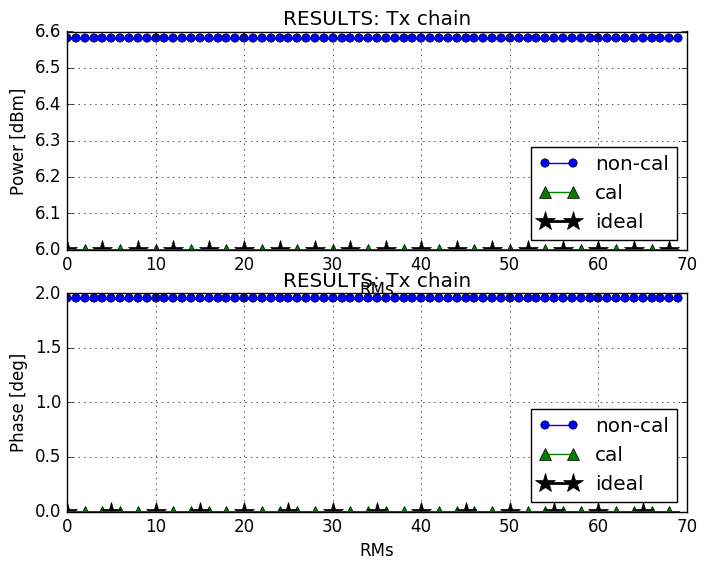 RESULTS: Tx chain
6.6
6.5
6.4
6.3
6.2
6.1
6.0
Power [dBm]
non-cal
cal
ideal
0 10 20 30 40 50 60 70
RMs
RESULTS: Tx chain
2.0
1.5
1.0
0.5
0.0
Phase [deg]
non-cal
cal
ideal
0 10 20 30 40 50 60 70
RMs